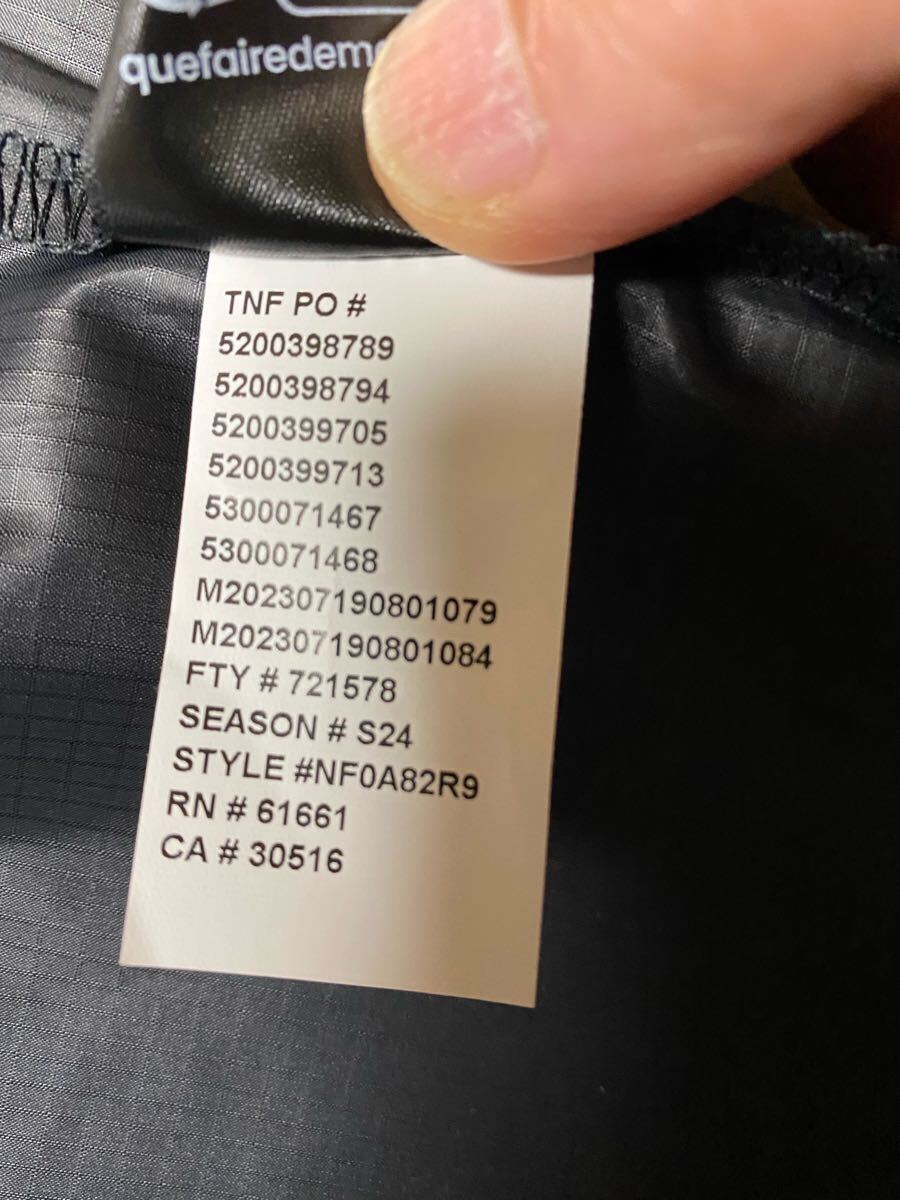 quefairedeme
TNF PO #
5200398789
5200398794
5200399705
5200399713
5300071467
5300071468
M202307190801079
M202307190801084
FTY # 721578
SEASON # S24
STYLE #NF0A82R9
RN # 61661
CA # 30516